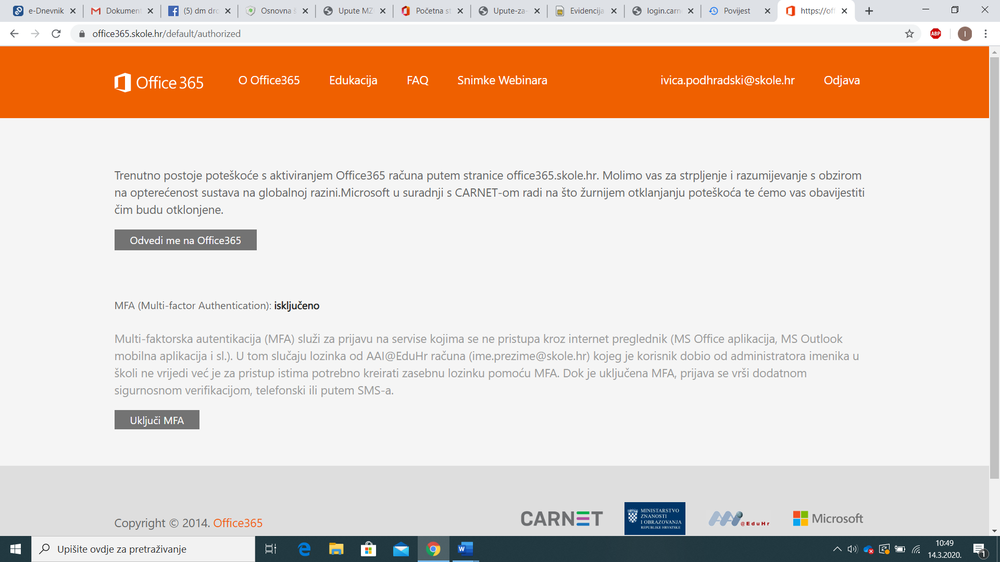 e-Dnevnik
Dokument
(5) dm dro
Osnovna š
Upute MZ
Početna st
Upute-za-
Evidencija
login.carn
Povijest
https://off
office365.skole.hr/default/authorized
ABP
I
Office 365
O Office365
Edukacija
FAQ
Snimke Webinara
ivica.podhradski@skole.hr
Odjava
Trenutno postoje poteškoće s aktiviranjem Office365 računa putem stranice office365.skole.hr. Molimo vas za strpljenje i razumijevanje s obzirom
na opterećenost sustava na globalnoj razini.Microsoft u suradnji s CARNET-om radi na što žurnijem otklanjanju poteškoća te ćemo vas obavijestiti
čim budu otklonjene.
Odvedi me na Office365
MFA (Multi-factor Authentication): isključeno
Multi-faktorska autentikacija (MFA) služi za prijavu na servise kojima se ne pristupa kroz internet preglednik (MS Office aplikacija, MS Outlook
mobilna aplikacija i sl.). U tom slučaju lozinka od AAI@EduHr računa (ime.prezime@skole.hr) kojeg je korisnik dobio od administratora imenika u
školi ne vrijedi već je za pristup istima potrebno kreirati zasebnu lozinku pomoću MFA. Dok je uključena MFA, prijava se vrši dodatnom
sigurnosnom verifikacijom, telefonski ili putem SMS-a.
Uključi MFA
Copyright © 2014. Office365
CARNET
MINISTARSTVO
ZNANOSTI
I OBRAZOVANJA
REPUBLIKE HRVATSKE
@EduHr
Microsoft
Upišite ovdje za pretraživanje
10:49
14.3.2020.
1